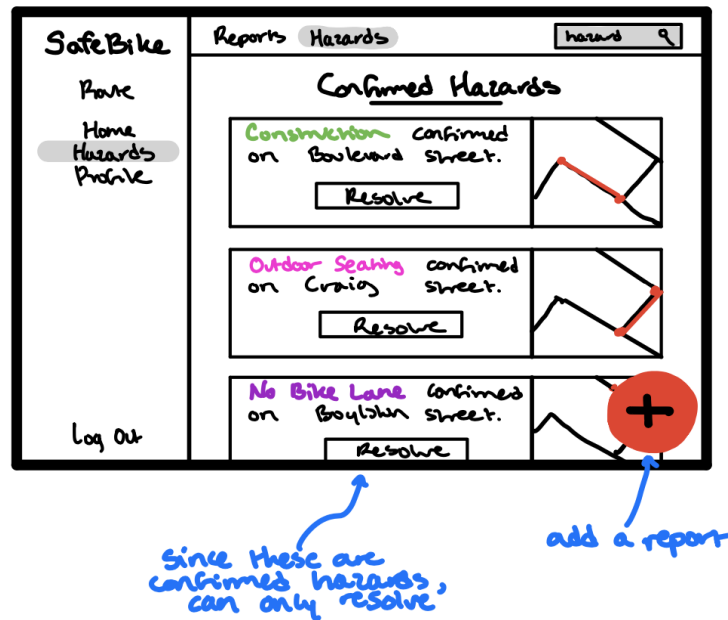 SafeBike
Route
Home
Hazards
Profile
Log Out
Reports Hazards
hazard
Confirmed Hazards
Construction confirmed
on Boulevard street.
Resolve
Outdoor Seating confirmed
on Craig street.
Resolve
No Bike Lane confirmed
on Boylston street.
Resolve
+
since these are
confirmed hazards,
can only resolve
add a report